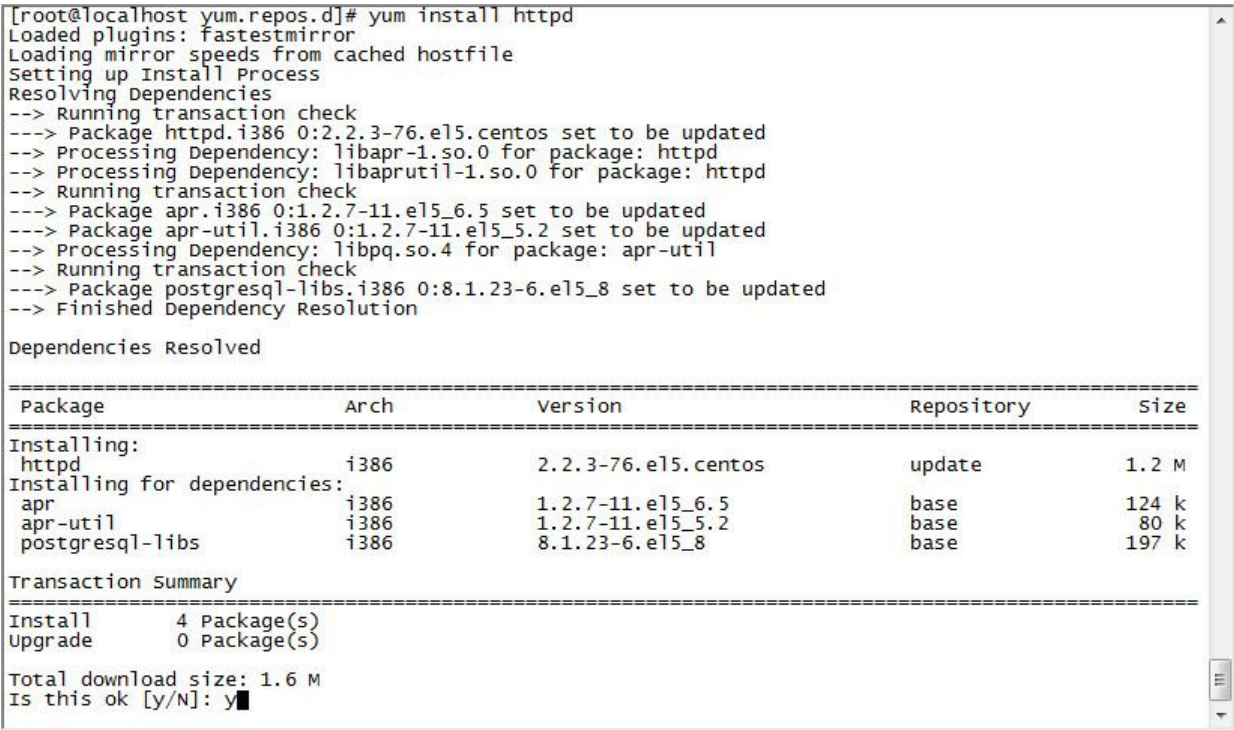 [root@localhost yum.repos.d]# yum install httpd
Loaded plugins: fastestmirror
Loading mirror speeds from cached hostfile
Setting up Install Process
Resolving Dependencies
--> Running transaction check
---> Package httpd.i386 0:2.2.3-76.el5.centos set to be updated
--> Processing Dependency: libapr-1.so.0 for package: httpd
--> Processing Dependency: libaprutil-1.so.0 for package: httpd
--> Running transaction check
---> Package apr.i386 0:1.2.7-11.el5_6.5 set to be updated
---> Package apr-util.i386 0:1.2.7-11.el5_5.2 set to be updated
--> Processing Dependency: libpq.so.4 for package: apr-util
--> Running transaction check
---> Package postgresql-libs.i386 0:8.1.23-6.el5_8 set to be updated
--> Finished Dependency Resolution
Dependencies Resolved
Package Arch Version Repository Size
Installing:
httpd i386 2.2.3-76.el5.centos update 1.2 M
Installing for dependencies:
apr i386 1.2.7-11.el5_6.5 base 124 k
apr-util i386 1.2.7-11.el5_5.2 base 80 k
postgresql-libs i386 8.1.23-6.el5_8 base 197 k
Transaction Summary
Install 4 Package(s)
Upgrade 0 Package(s)
Total download size: 1.6 M
Is this ok [y/N]: y